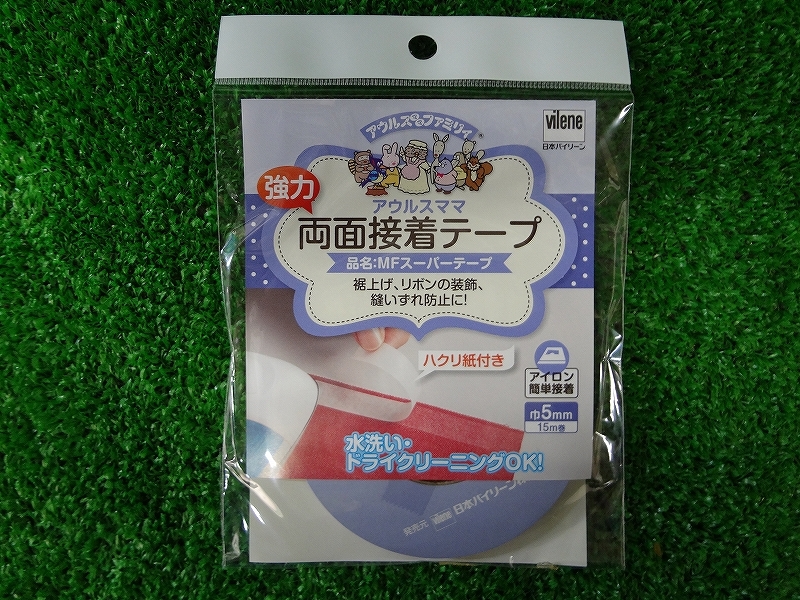 アウルスのファミリィ®
vilene
日本バイリーン
強力
アウルスママ
両面接着テープ
品名:MFスーパーテープ
裾上げ、リボンの装飾、
縫いずれ防止に!
ハクリ紙付き
アイロン
簡単接着
巾5mm
15m巻
水洗い・
ドライクリーニングOK!
発売元 vilene 日本バイリーン